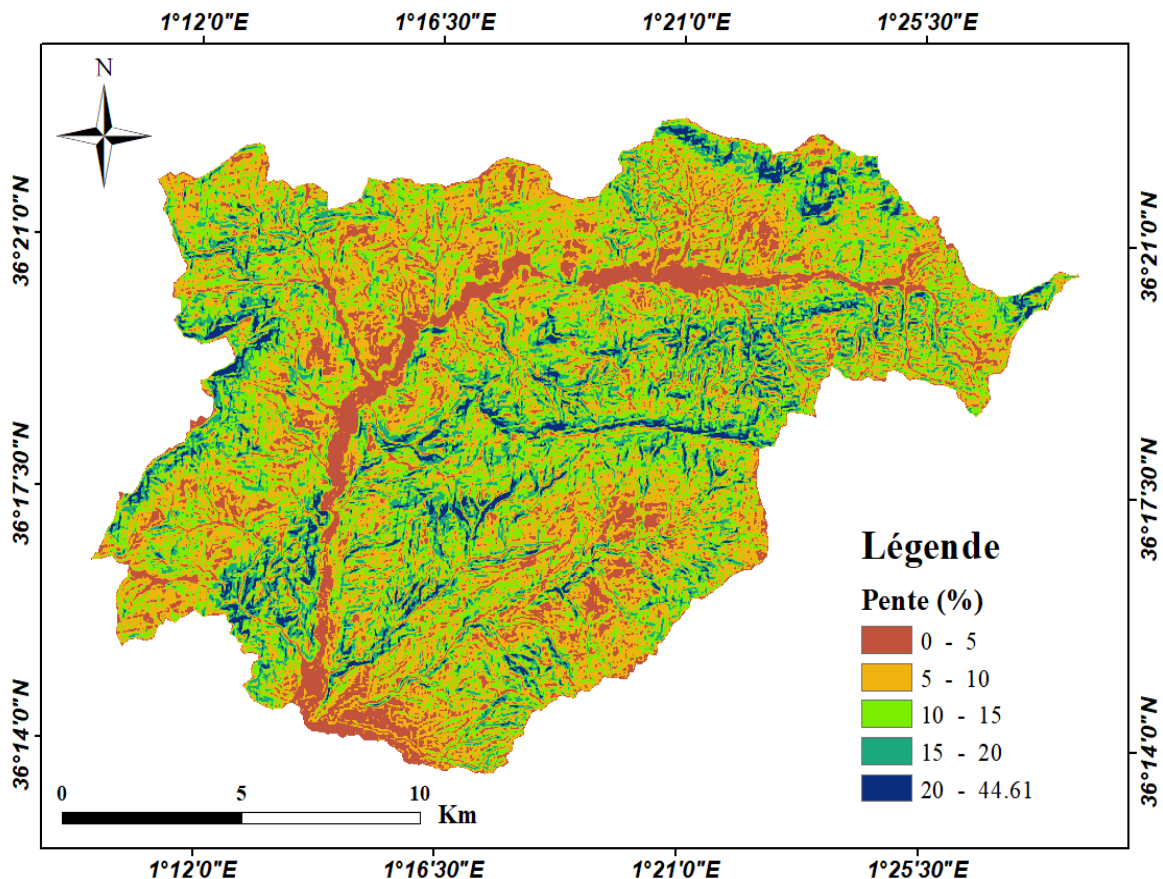 1°12'0"E 1°16'30"E 1°21'0"E 1°25'30"E
N
36°21'0"N
36°21'0"N
36°17'30"N
36°17'30"N
Légende
Pente (%)
0 - 5
5 - 10
10 - 15
15 - 20
20 - 44.61
36°14'0"N
36°14'0"N
0 5 10
Km
1°12'0"E 1°16'30"E 1°21'0"E 1°25'30"E